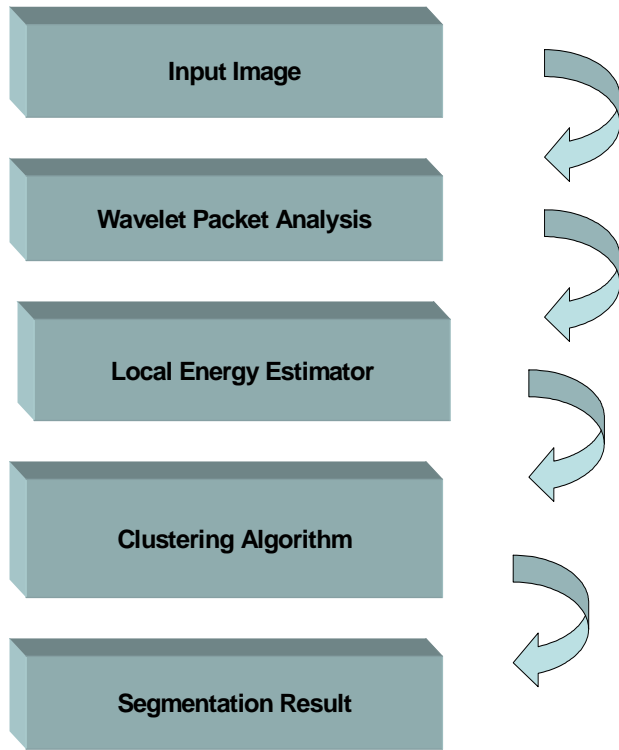 Input Image
Wavelet Packet Analysis
Local Energy Estimator
Clustering Algorithm
Segmentation Result